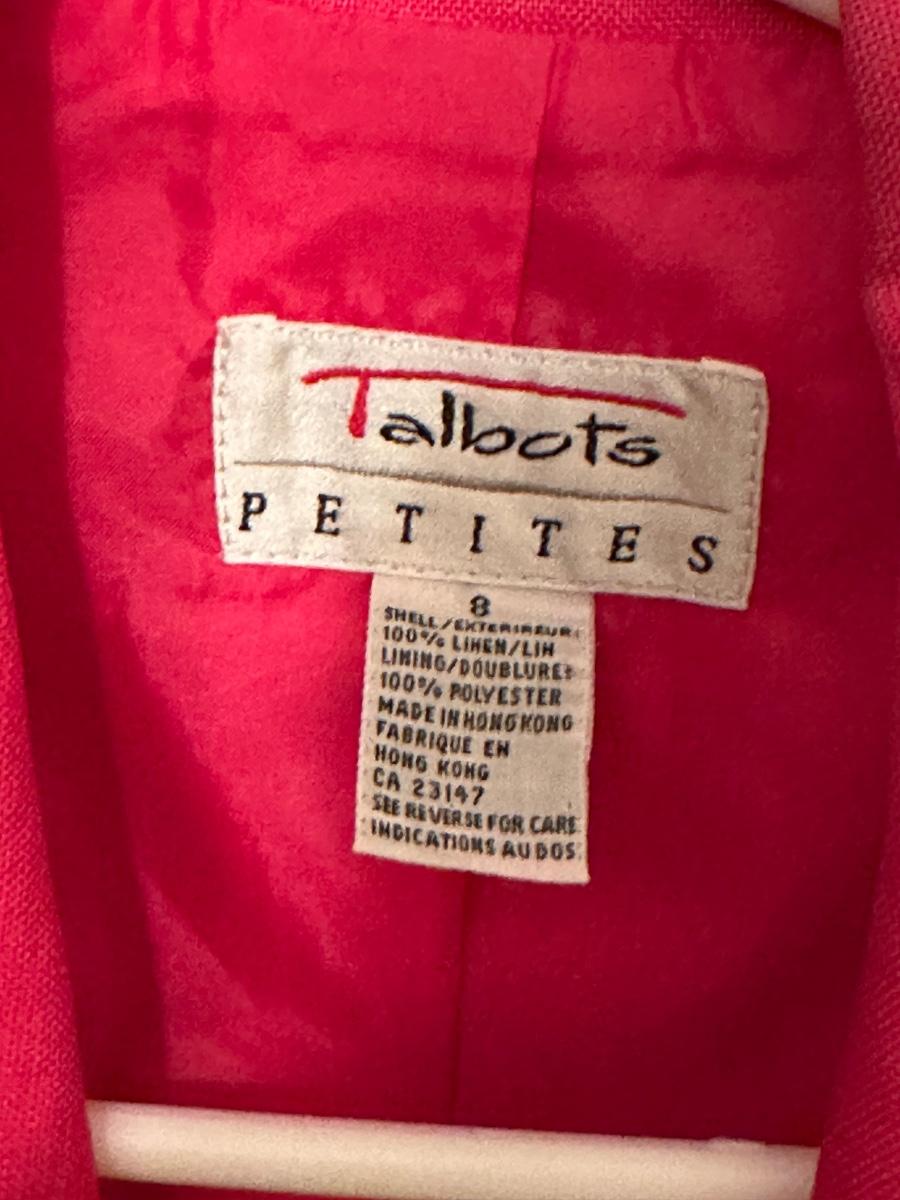 Talbots
PETITES
8
SHELL/EXTERIREUR:
100% LINEN/LIN
LINING/DOUBLURE:
100% POLYESTER
MADE IN HONG KONG
FABRIQUE EN
HONG KONG
CA 23147
SEE REVERSE FOR CARE
INDICATIONS AU DOS.